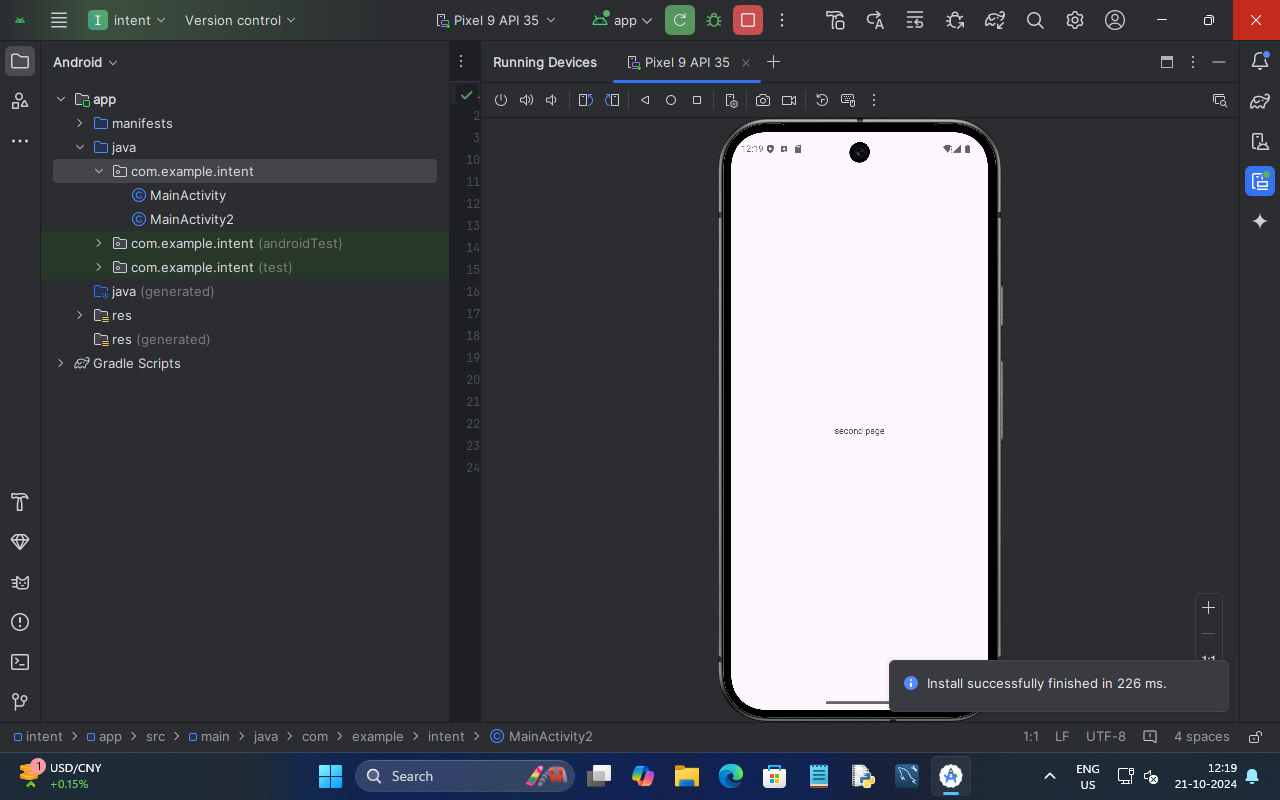 I intent Version control Pixel 9 API 35 app
Android Running Devices Pixel 9 API 35
app
manifests
java
com.example.intent
MainActivity
MainActivity2
com.example.intent (androidTest)
com.example.intent (test)
java (generated)
res
res (generated)
Gradle Scripts
2
3
10
11
12
13
14
15
16
17
18
19
20
21
22
23
24
12:19
second page
Install successfully finished in 226 ms.
intent > app > src > main > java > com > example > intent > MainActivity2 1:1 LF UTF-8 4 spaces
1 USD/CNY
+0.15%
Search
ENG
US
12:19
21-10-2024